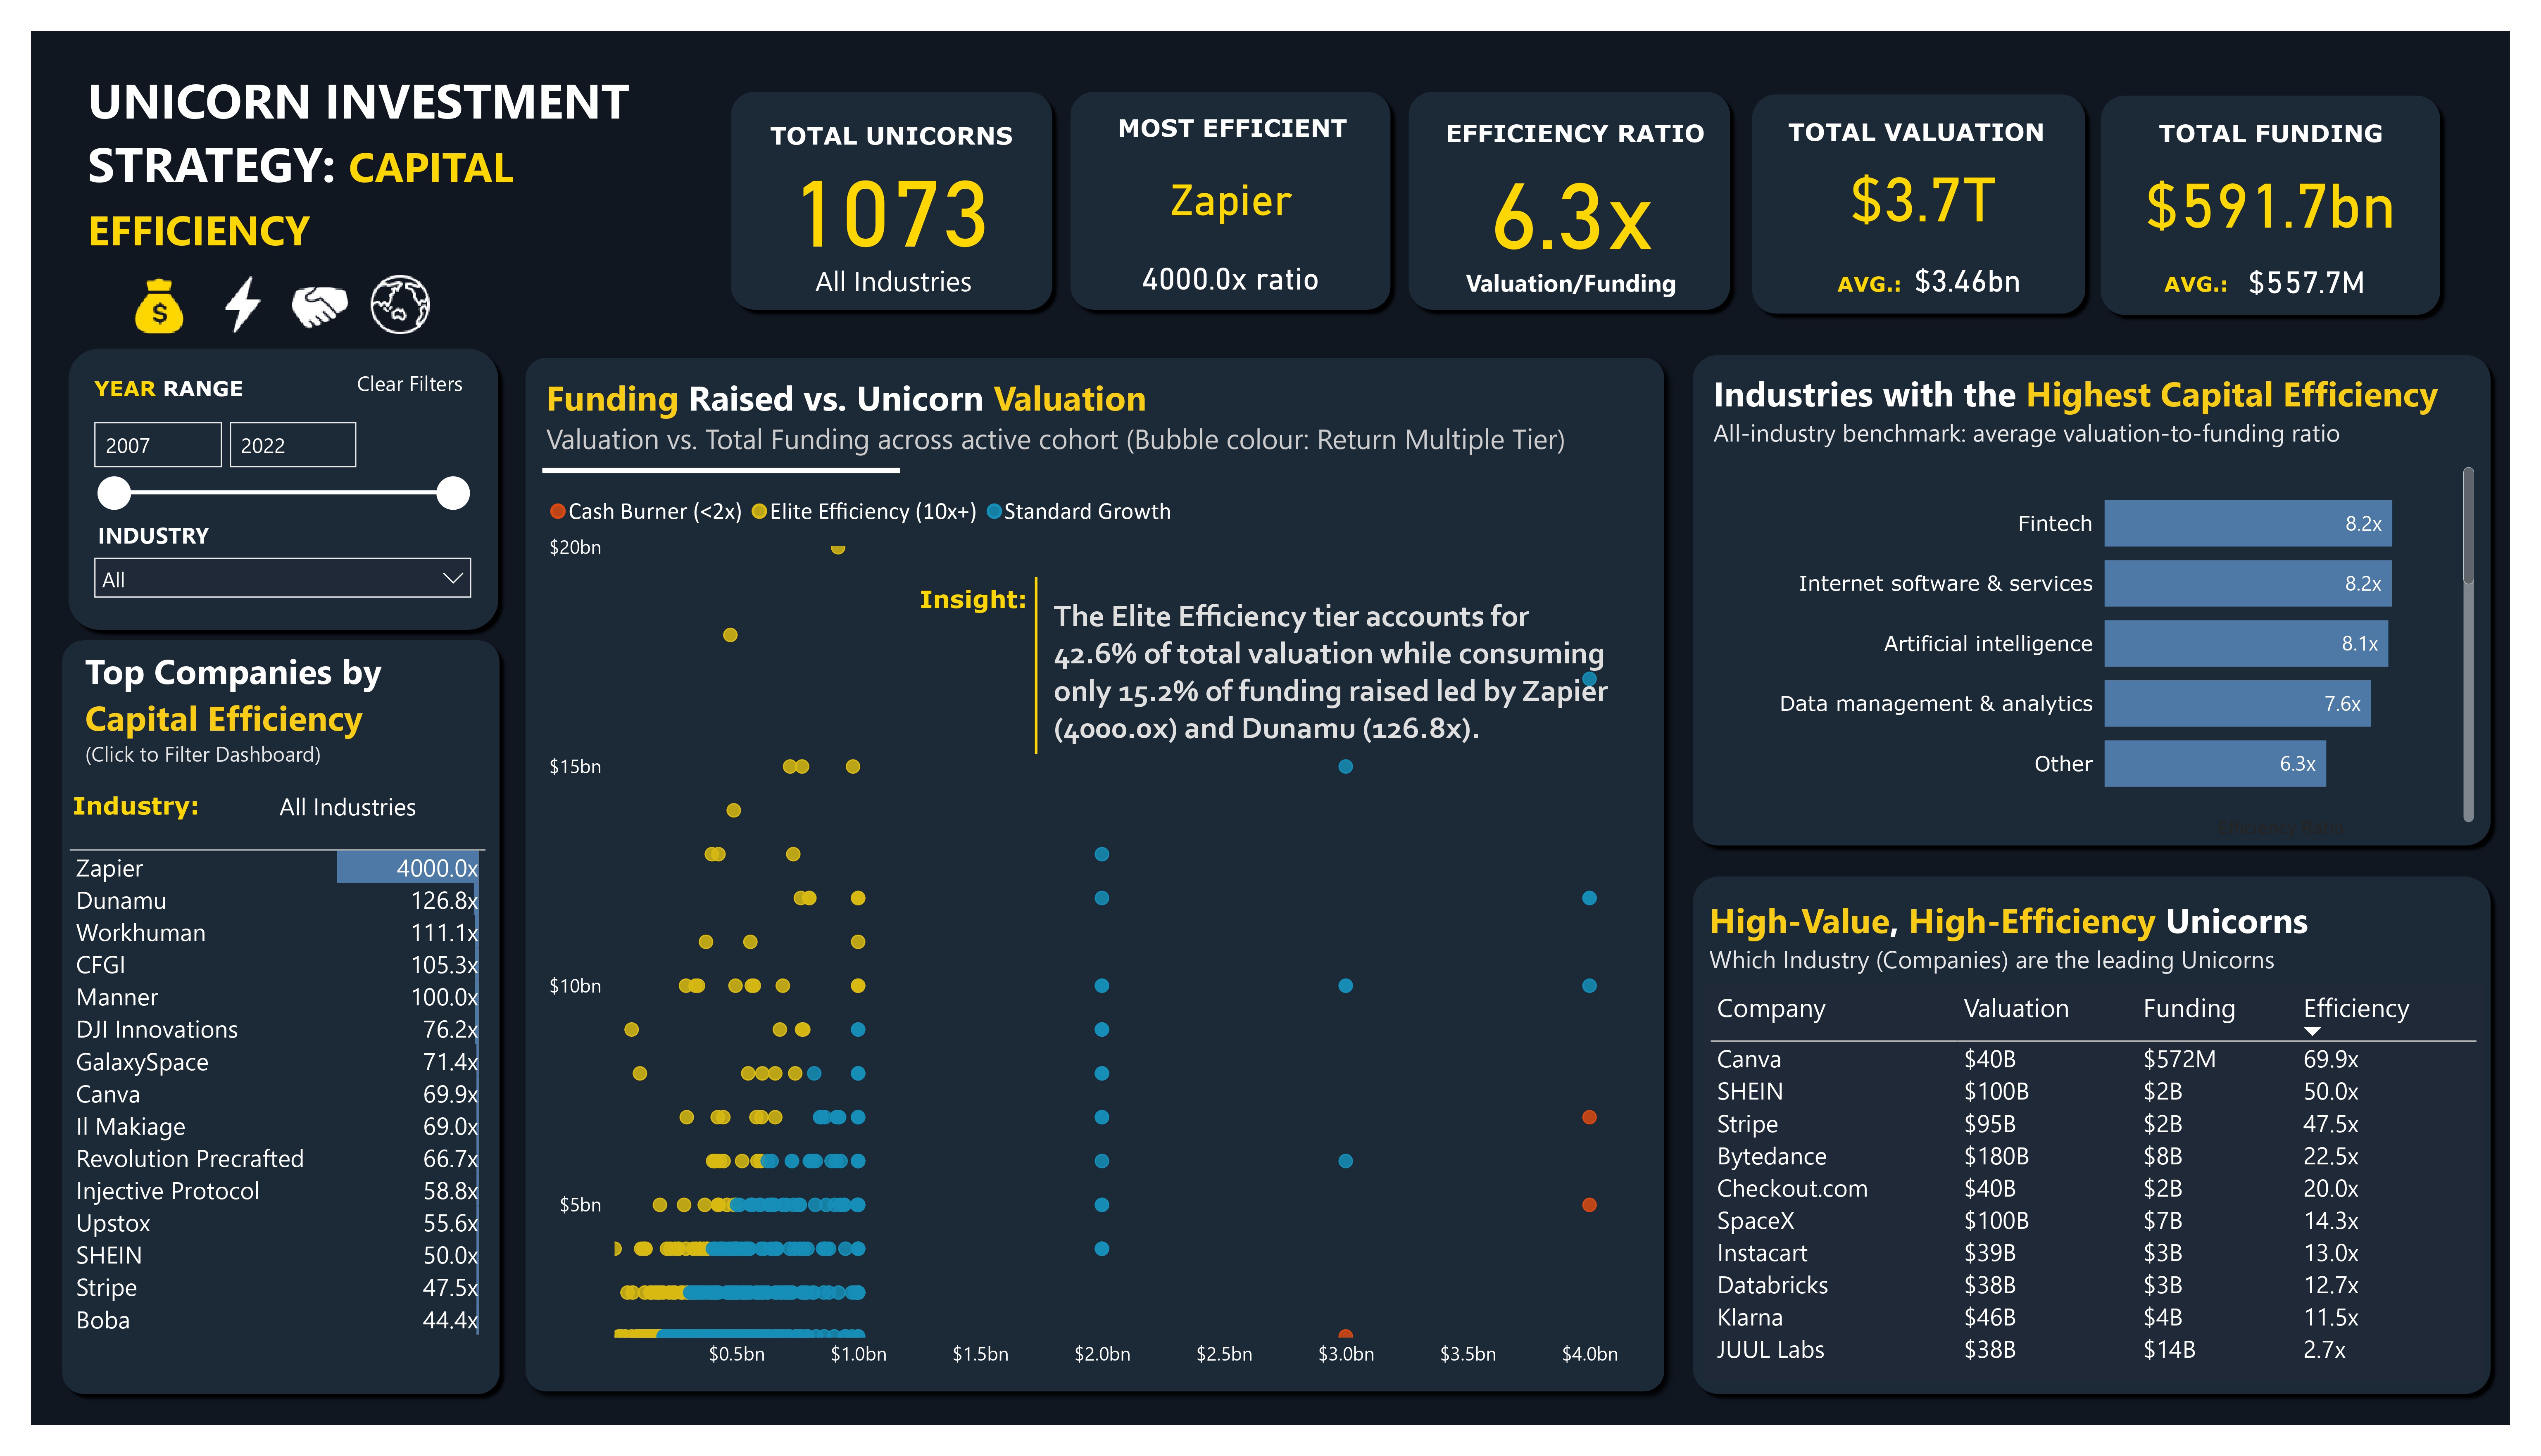 UNICORN INVESTMENT
STRATEGY: CAPITAL
EFFICIENCY
TOTAL UNICORNS
1073
All Industries
MOST EFFICIENT
Zapier
4000.0x ratio
EFFICIENCY RATIO
6.3x
Valuation/Funding
TOTAL VALUATION
$3.7T
AVG.: $3.46bn
TOTAL FUNDING
$591.7bn
AVG.: $557.7M
YEAR RANGE
Clear Filters
2007
2022
INDUSTRY
All
Top Companies by
Capital Efficiency
(Click to Filter Dashboard)
Industry: All Industries
Zapier 4000.0x
Dunamu 126.8x
Workhuman 111.1x
CFGI 105.3x
Manner 100.0x
DJI Innovations 76.2x
GalaxySpace 71.4x
Canva 69.9x
Il Makiage 69.0x
Revolution Precrafted 66.7x
Injective Protocol 58.8x
Upstox 55.6x
SHEIN 50.0x
Stripe 47.5x
Boba 44.4x
Funding Raised vs. Unicorn Valuation
Valuation vs. Total Funding across active cohort (Bubble colour: Return Multiple Tier)
Cash Burner (<2x) Elite Efficiency (10x+) Standard Growth
$20bn
Insight:
The Elite Efficiency tier accounts for
42.6% of total valuation while consuming
only 15.2% of funding raised led by Zapier
(4000.0x) and Dunamu (126.8x).
$15bn
$10bn
$5bn
$0.5bn $1.0bn $1.5bn $2.0bn $2.5bn $3.0bn $3.5bn $4.0bn
Industries with the Highest Capital Efficiency
All-industry benchmark: average valuation-to-funding ratio
Fintech 8.2x
Internet software & services 8.2x
Artificial intelligence 8.1x
Data management & analytics 7.6x
Other 6.3x
Efficiency Ratio
High-Value, High-Efficiency Unicorns
Which Industry (Companies) are the leading Unicorns
Company Valuation Funding Efficiency
Canva $40B $572M 69.9x
SHEIN $100B $2B 50.0x
Stripe $95B $2B 47.5x
Bytedance $180B $8B 22.5x
Checkout.com $40B $2B 20.0x
SpaceX $100B $7B 14.3x
Instacart $39B $3B 13.0x
Databricks $38B $3B 12.7x
Klarna $46B $4B 11.5x
JUUL Labs $38B $14B 2.7x